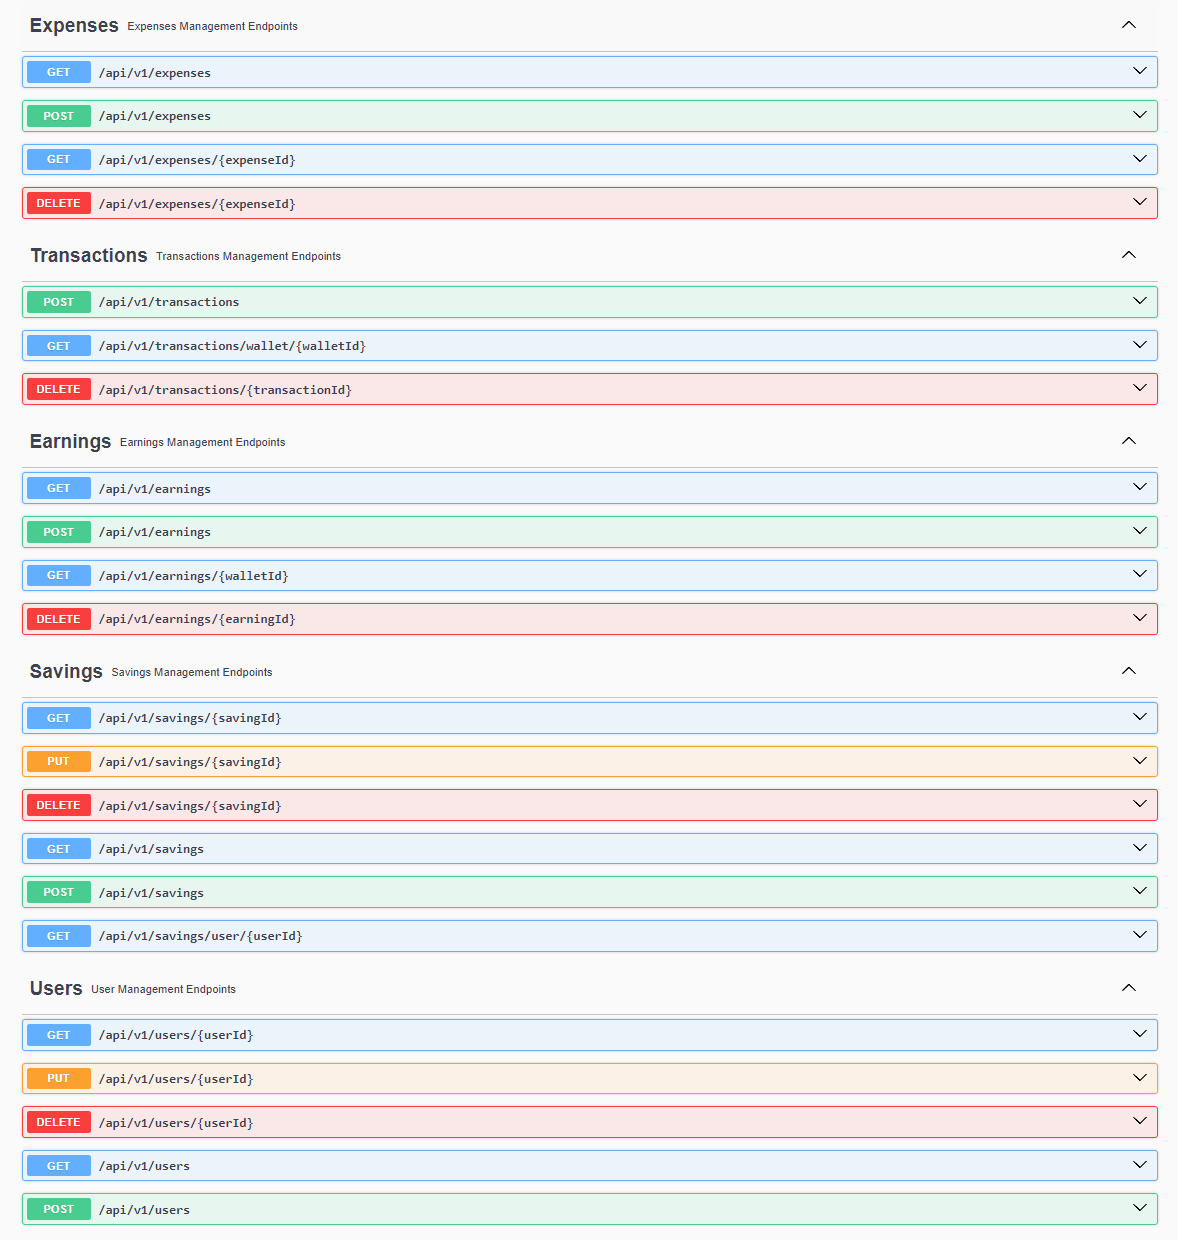 Expenses Expenses Management Endpoints
GET /api/v1/expenses
POST /api/v1/expenses
GET /api/v1/expenses/{expenseId}
DELETE /api/v1/expenses/{expenseId}
Transactions Transactions Management Endpoints
POST /api/v1/transactions
GET /api/v1/transactions/wallet/{walletId}
DELETE /api/v1/transactions/{transactionId}
Earnings Earnings Management Endpoints
GET /api/v1/earnings
POST /api/v1/earnings
GET /api/v1/earnings/{walletId}
DELETE /api/v1/earnings/{earningId}
Savings Savings Management Endpoints
GET /api/v1/savings/{savingId}
PUT /api/v1/savings/{savingId}
DELETE /api/v1/savings/{savingId}
GET /api/v1/savings
POST /api/v1/savings
GET /api/v1/savings/user/{userId}
Users User Management Endpoints
GET /api/v1/users/{userId}
PUT /api/v1/users/{userId}
DELETE /api/v1/users/{userId}
GET /api/v1/users
POST /api/v1/users